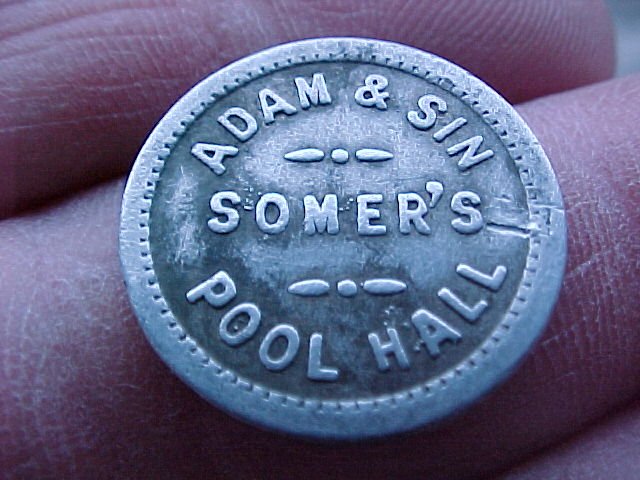 ADAM & SIN
SOMER'S
POOL HALL